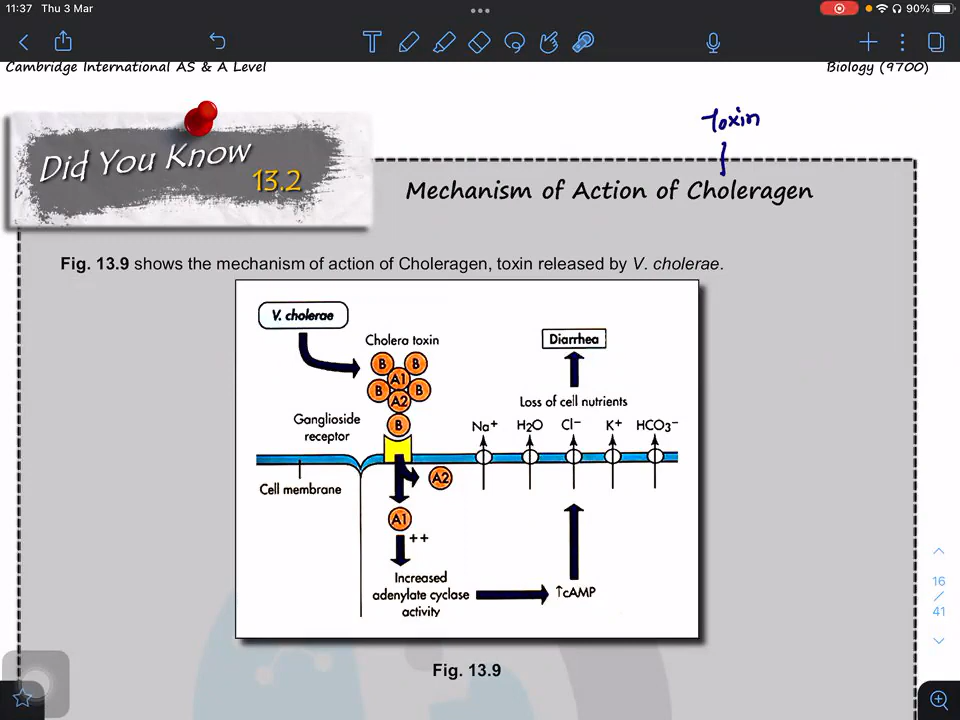 11:37 Thu 3 Mar
90%
Cambridge International AS & A Level
Biology (9700)
toxin
Did You Know
13.2
Mechanism of Action of Choleragen
Fig. 13.9 shows the mechanism of action of Choleragen, toxin released by V. cholerae.
V. cholerae
Cholera toxin
Diarrhea
B B
A1
B B
A2
B
Loss of cell nutrients
Ganglioside
receptor
Na+ H2O Cl− K+ HCO3−
Cell membrane
A2
A1
++
Increased
adenylate cyclase
activity
↑cAMP
Fig. 13.9
16
/
41